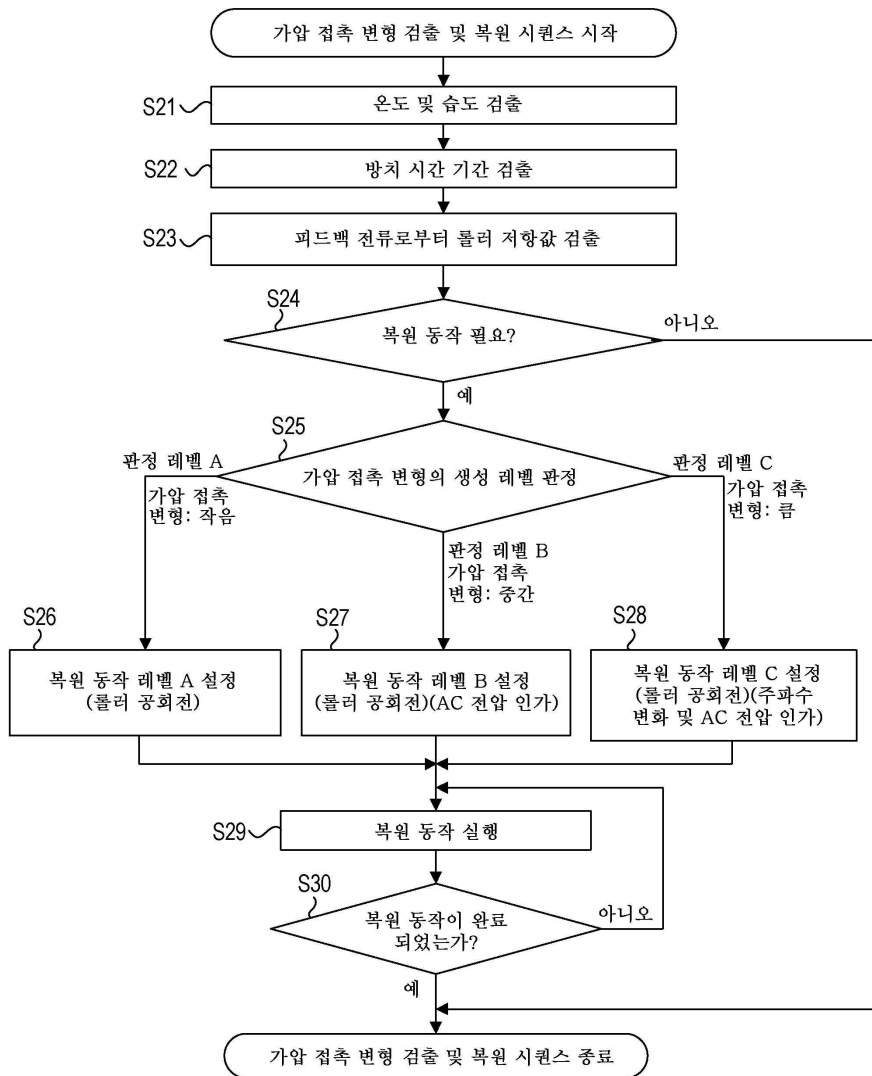 가압 접촉 변형 검출 및 복원 시퀀스 시작
S21
온도 및 습도 검출
S22
방치 시간 기간 검출
S23
피드백 전류로부터 롤러 저항값 검출
S24
복원 동작 필요?
아니오
예
S25
가압 접촉 변형의 생성 레벨 판정
판정 레벨 A
가압 접촉
변형: 작음
판정 레벨 B
가압 접촉
변형: 중간
판정 레벨 C
가압 접촉
변형: 큼
S26
복원 동작 레벨 A 설정
(롤러 공회전)
S27
복원 동작 레벨 B 설정
(롤러 공회전)(AC 전압 인가)
S28
복원 동작 레벨 C 설정
(롤러 공회전)(주파수
변화 및 AC 전압 인가)
S29
복원 동작 실행
S30
복원 동작이 완료
되었는가?
아니오
예
가압 접촉 변형 검출 및 복원 시퀀스 종료